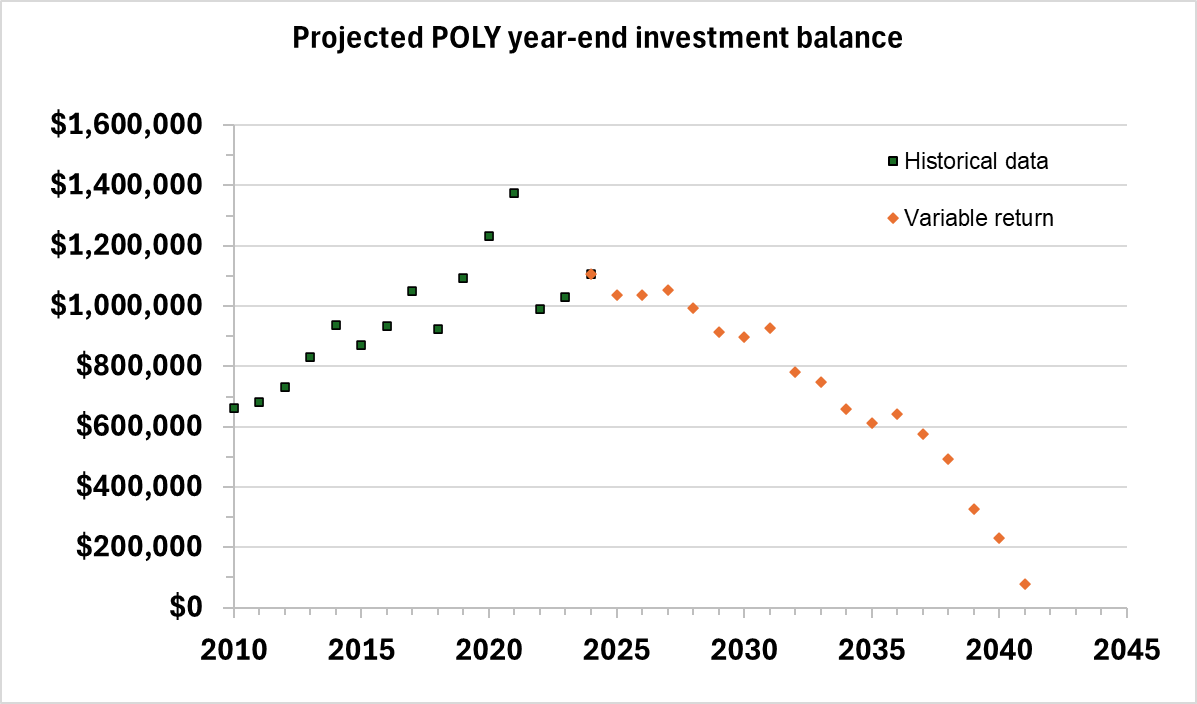 Projected POLY year-end investment balance
$1,600,000
$1,400,000
$1,200,000
$1,000,000
$800,000
$600,000
$400,000
$200,000
$0
Historical data
Variable return
2010 2015 2020 2025 2030 2035 2040 2045